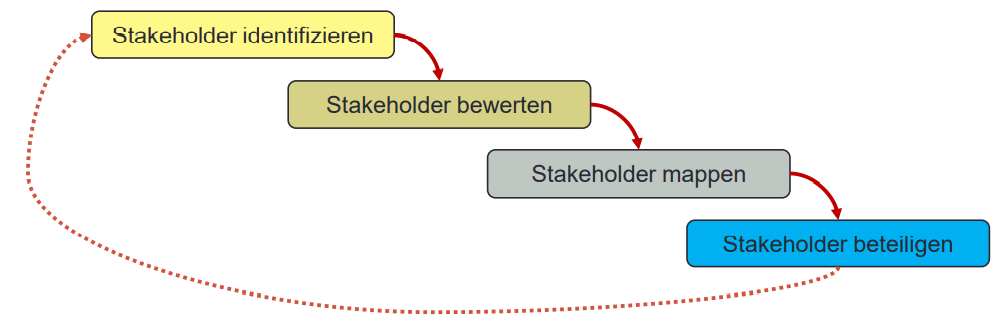 Stakeholder identifizieren
Stakeholder bewerten
Stakeholder mappen
Stakeholder beteiligen